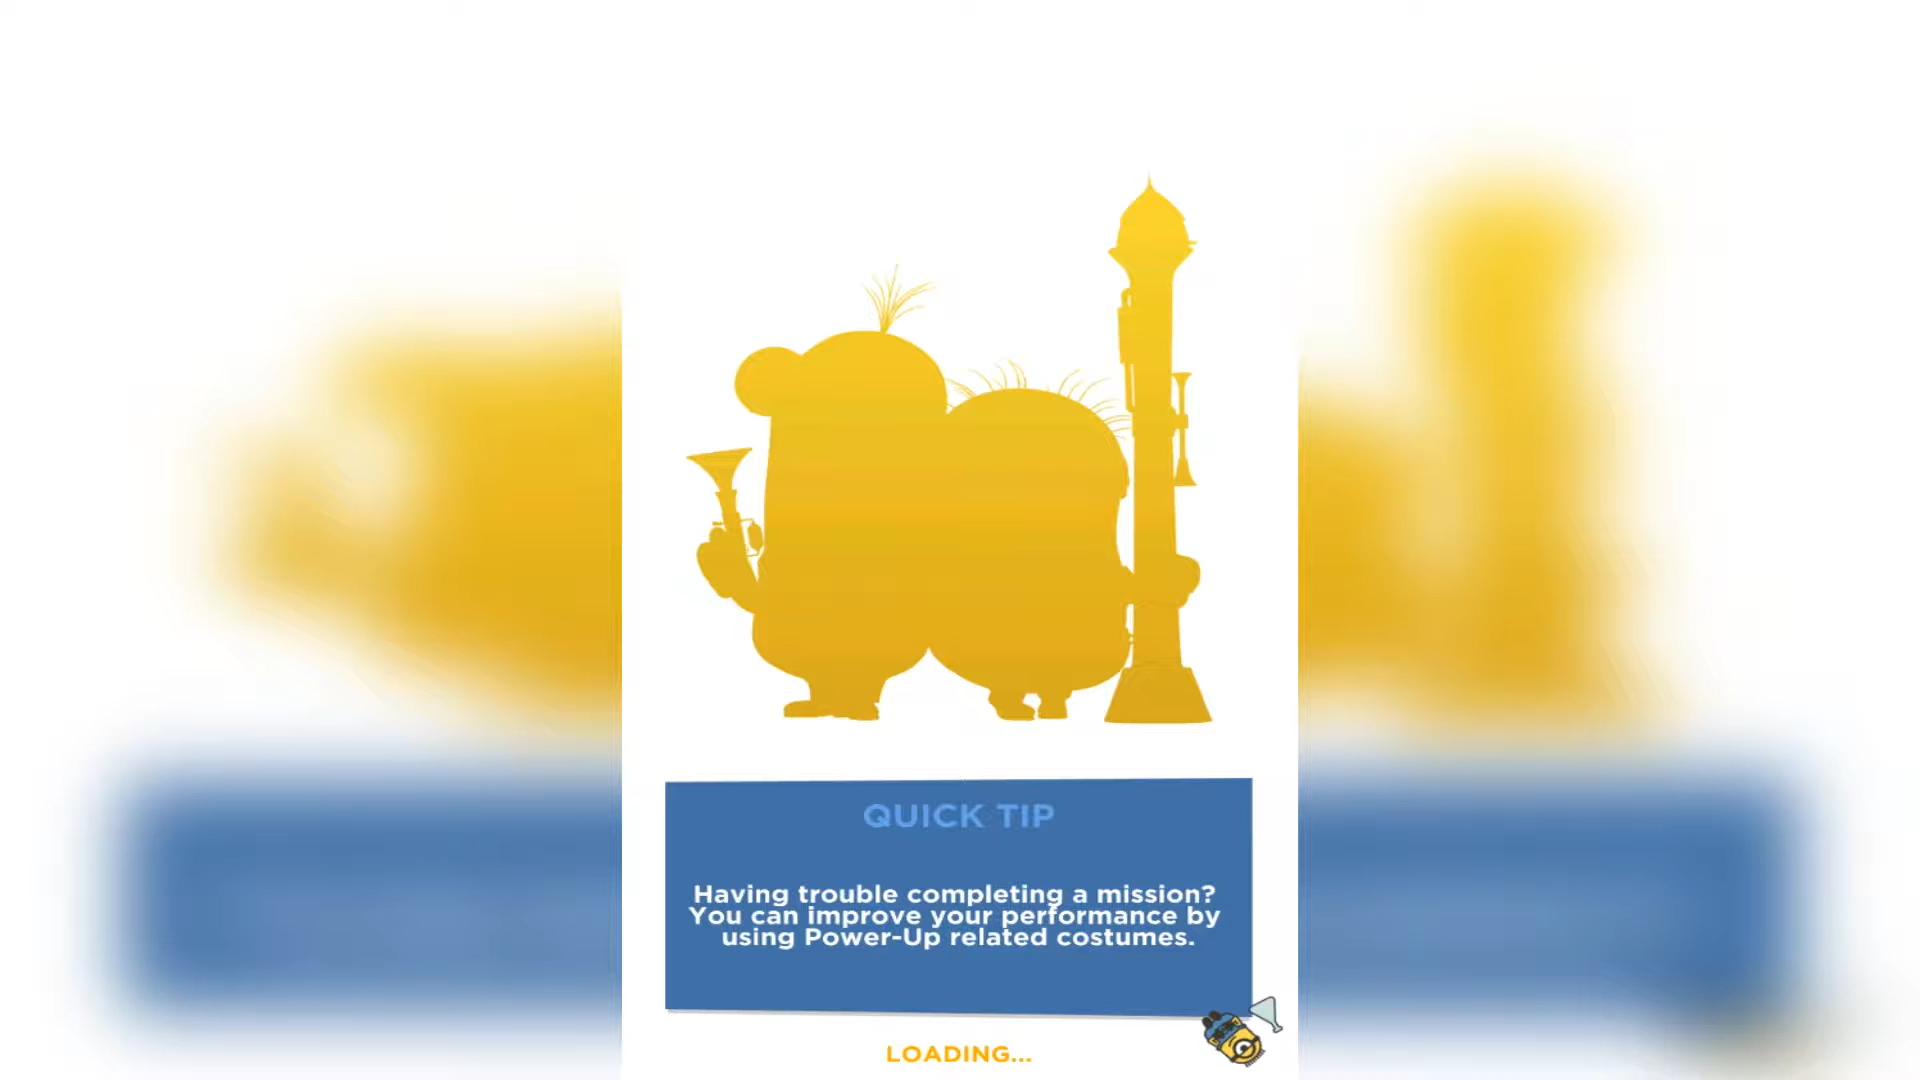 QUICK TIP
Having trouble completing a mission?
You can improve your performance by
using Power-Up related costumes.
LOADING...